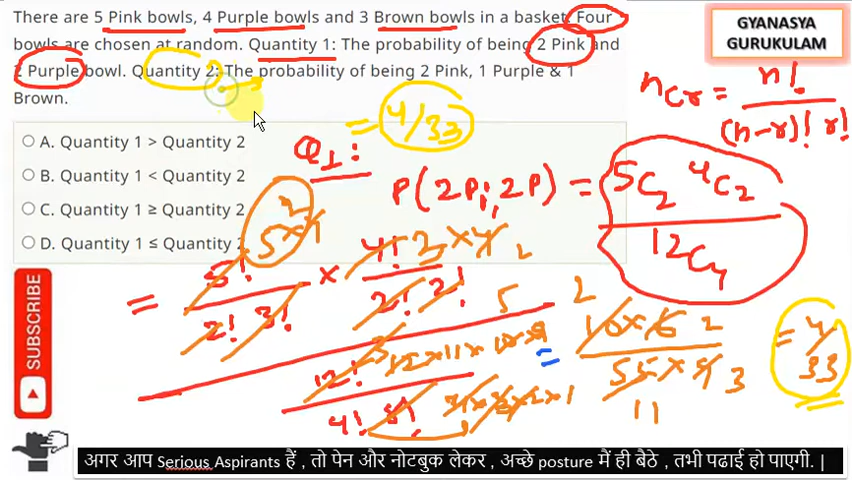 There are 5 Pink bowls, 4 Purple bowls and 3 Brown bowls in a basket. Four
bowls are chosen at random. Quantity 1: The probability of being 2 Pink and
2 Purple bowl. Quantity 2: The probability of being 2 Pink, 1 Purple & 1
Brown.
GYANASYA
GURUKULAM
nCr = n! / (n-r)! r!
= 4/33
A. Quantity 1 > Quantity 2
B. Quantity 1 < Quantity 2
C. Quantity 1 ≥ Quantity 2
D. Quantity 1 ≤ Quantity 2
Q1:
P(2P; 2P) = 5C2 4C2 / 12C4
= 4/33
SUBSCRIBE
अगर आप Serious Aspirants हैं , तो पेन और नोटबुक लेकर , अच्छे posture मैं ही बैठे , तभी पढाई हो पाएगी. |